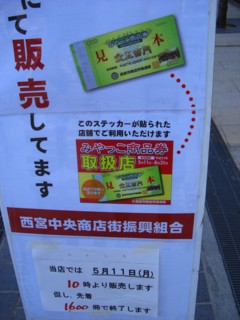 にて販売してます
見本
このステッカーが貼られた
店舗でご利用いただけます
みやっこ商品券
取扱店
西宮中央商店街振興組合
当店では 5月11日(月)
10時より販売します
但し、先着
1600冊で終了します